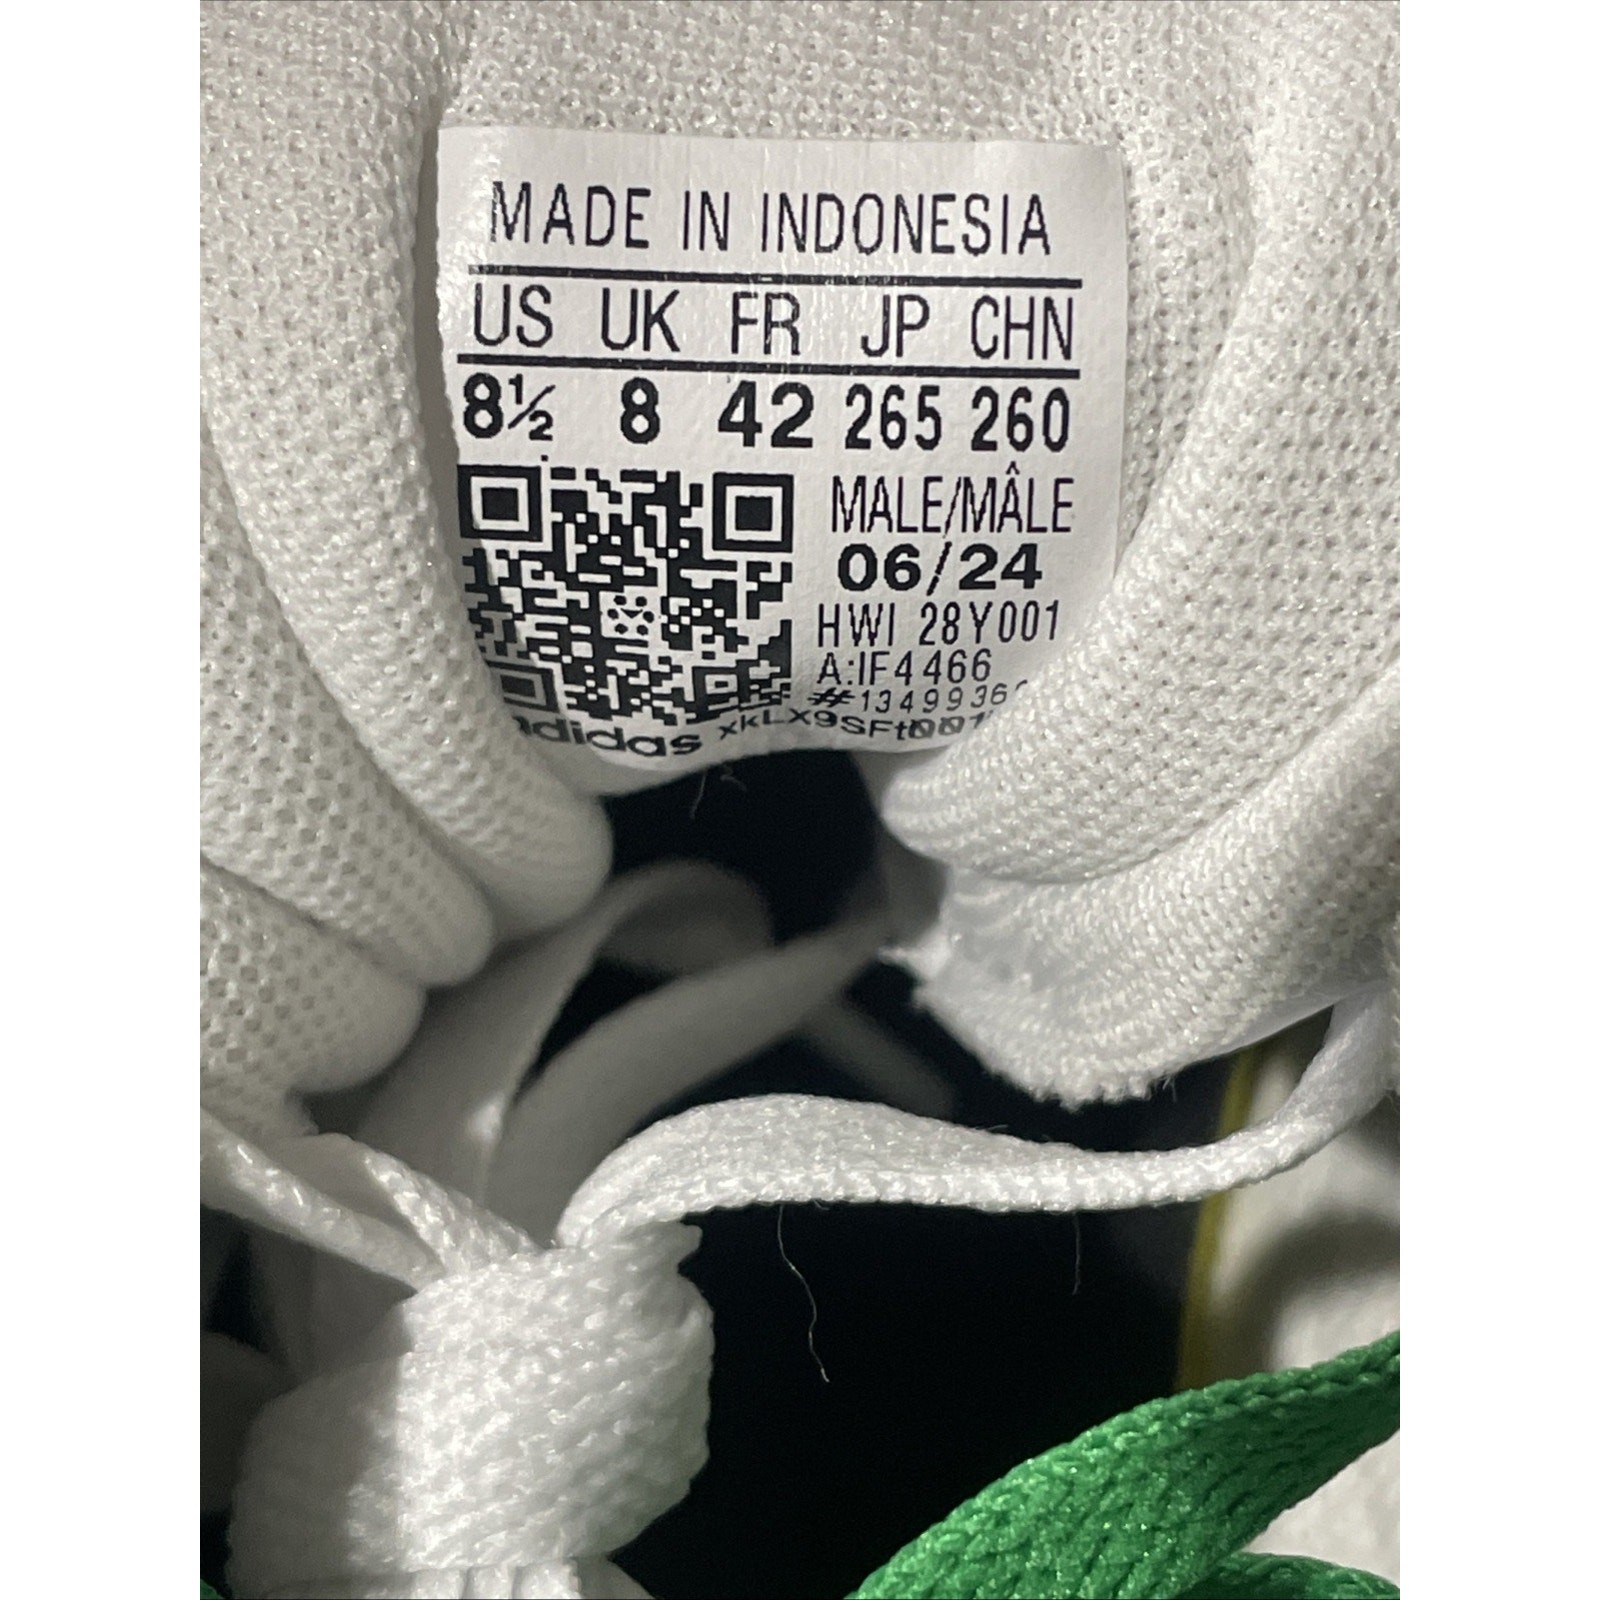 MADE IN INDONESIA
US UK FR JP CHN
8½ 8 42 265 260
MALE/MÂLE
06/24
HWI 28Y001
A:IF4466
adidas